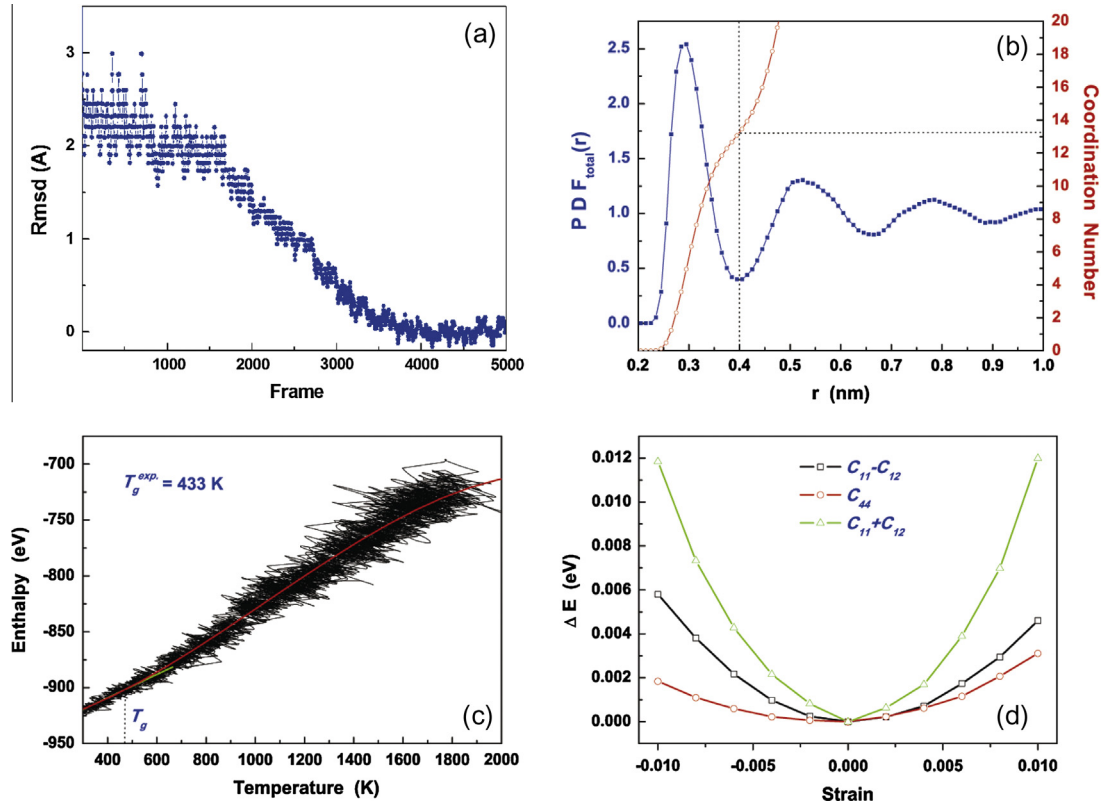 (a)
3
2
1
0
Rmsd (A)
1000 2000 3000 4000 5000
Frame
(b)
2.5
2.0
1.5
1.0
0.5
0.0
P D F_total(r)
20
18
16
14
12
10
8
6
4
2
0
Coordination Number
0.2 0.3 0.4 0.5 0.6 0.7 0.8 0.9 1.0
r (nm)
-700
-750
-800
-850
-900
-950
Enthalpy (eV)
T_g^exp. = 433 K
T_g
(c)
400 600 800 1000 1200 1400 1600 1800 2000
Temperature (K)
0.012
0.010
0.008
0.006
0.004
0.002
0.000
Δ E (eV)
C₁₁-C₁₂
C₄₄
C₁₁+C₁₂
(d)
-0.010 -0.005 0.000 0.005 0.010
Strain